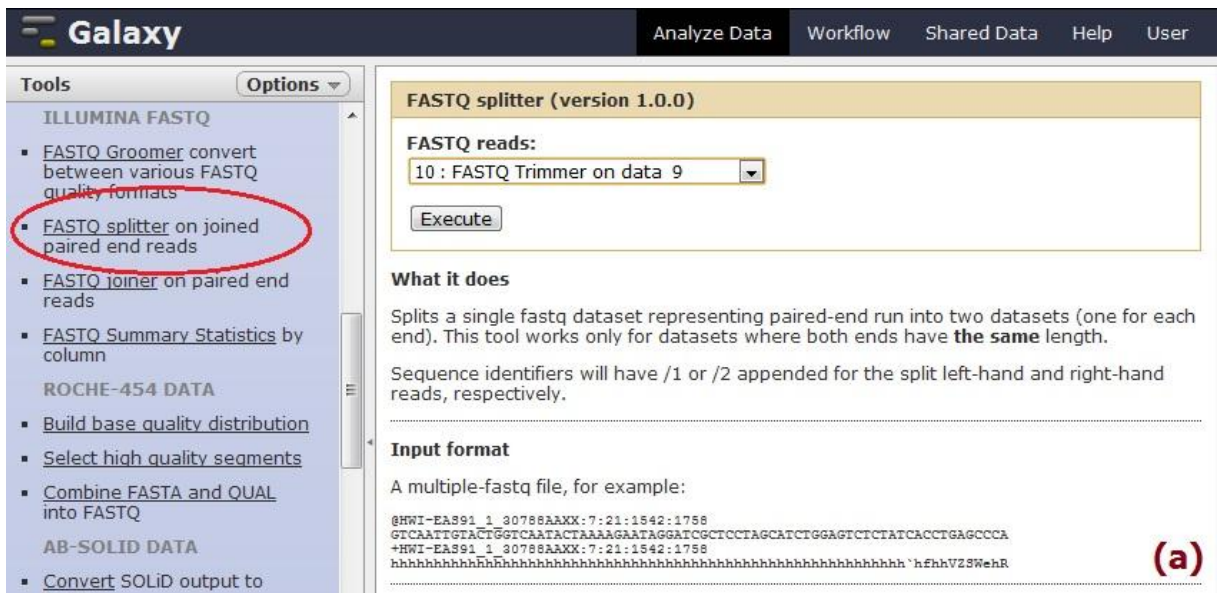 Galaxy
Analyze Data Workflow Shared Data Help User
Tools
Options
ILLUMINA FASTQ
FASTQ Groomer convert
between various FASTQ
quality formats
FASTQ splitter on joined
paired end reads
FASTQ joiner on paired end
reads
FASTQ Summary Statistics by
column
ROCHE-454 DATA
Build base quality distribution
Select high quality segments
Combine FASTA and QUAL
into FASTQ
AB-SOLID DATA
Convert SOLiD output to
FASTQ splitter (version 1.0.0)
FASTQ reads:
10 : FASTQ Trimmer on data 9
Execute
What it does
Splits a single fastq dataset representing paired-end run into two datasets (one for each
end). This tool works only for datasets where both ends have the same length.
Sequence identifiers will have /1 or /2 appended for the split left-hand and right-hand
reads, respectively.
Input format
A multiple-fastq file, for example:
@HWI-EAS91_1_30788AAXX:7:21:1542:1758
GTCAATTGTACTGGTCAATACTAAAAGAATAGGATCGCTCCTAGCATCTGGAGTCTCTATCACCTGAGCCCA
+HWI-EAS91_1_30788AAXX:7:21:1542:1758
hhhhhhhhhhhhhhhhhhhhhhhhhhhhhhhhhhhhhhhhhhhhhhhhhhhhhhhhhhhh`hfhhVZSWehR
(a)